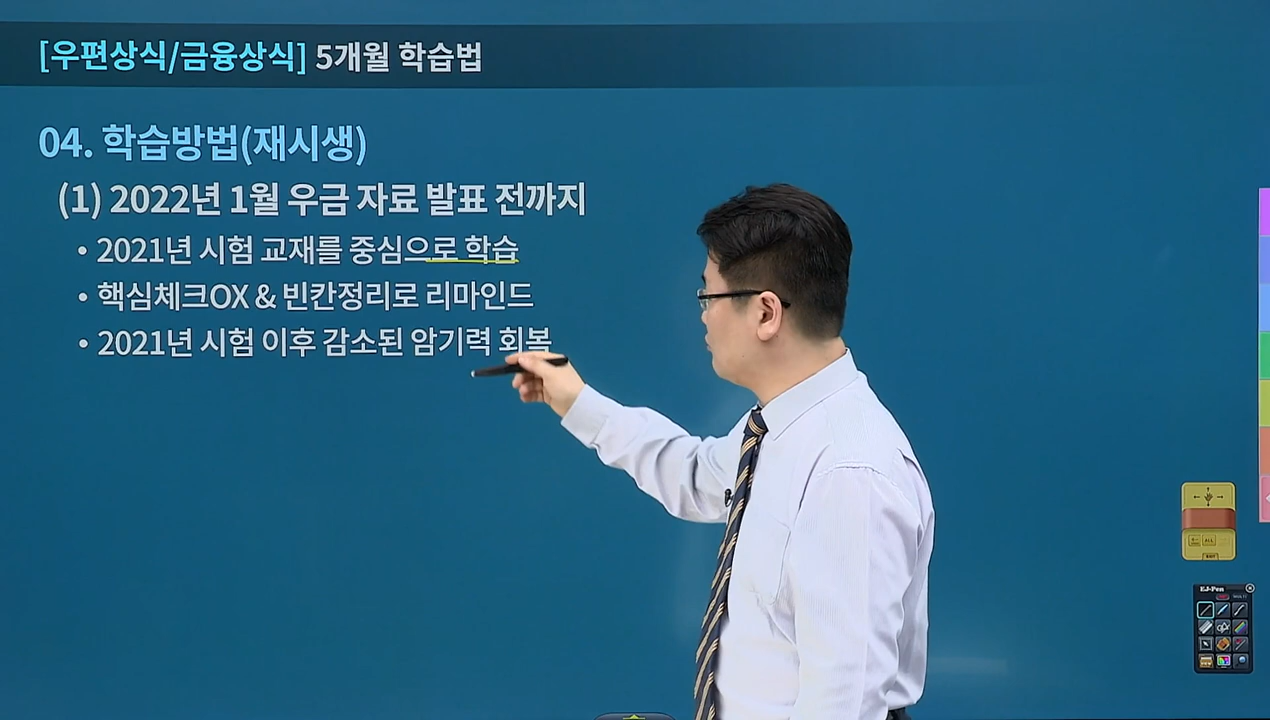 [우편상식/금융상식] 5개월 학습법
04. 학습방법(재시생)
(1) 2022년 1월 우금 자료 발표 전까지
• 2021년 시험 교재를 중심으로 학습
• 핵심체크OX & 빈칸정리로 리마인드
• 2021년 시험 이후 감소된 암기력 회복
EJ-Pen
ALL